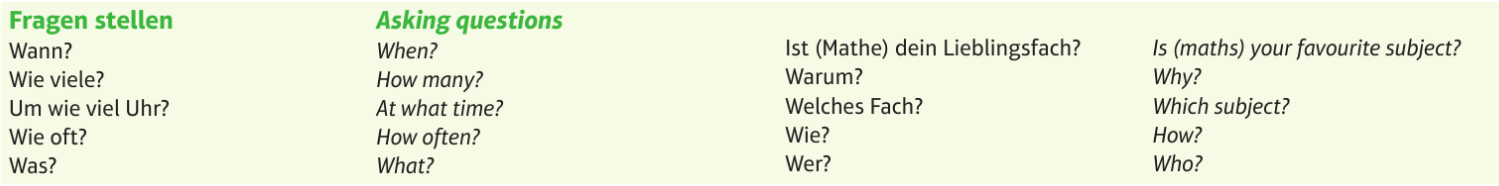 Fragen stellen Asking questions
Wann? When?
Wie viele? How many?
Um wie viel Uhr? At what time?
Wie oft? How often?
Was? What?
Ist (Mathe) dein Lieblingsfach? Is (maths) your favourite subject?
Warum? Why?
Welches Fach? Which subject?
Wie? How?
Wer? Who?